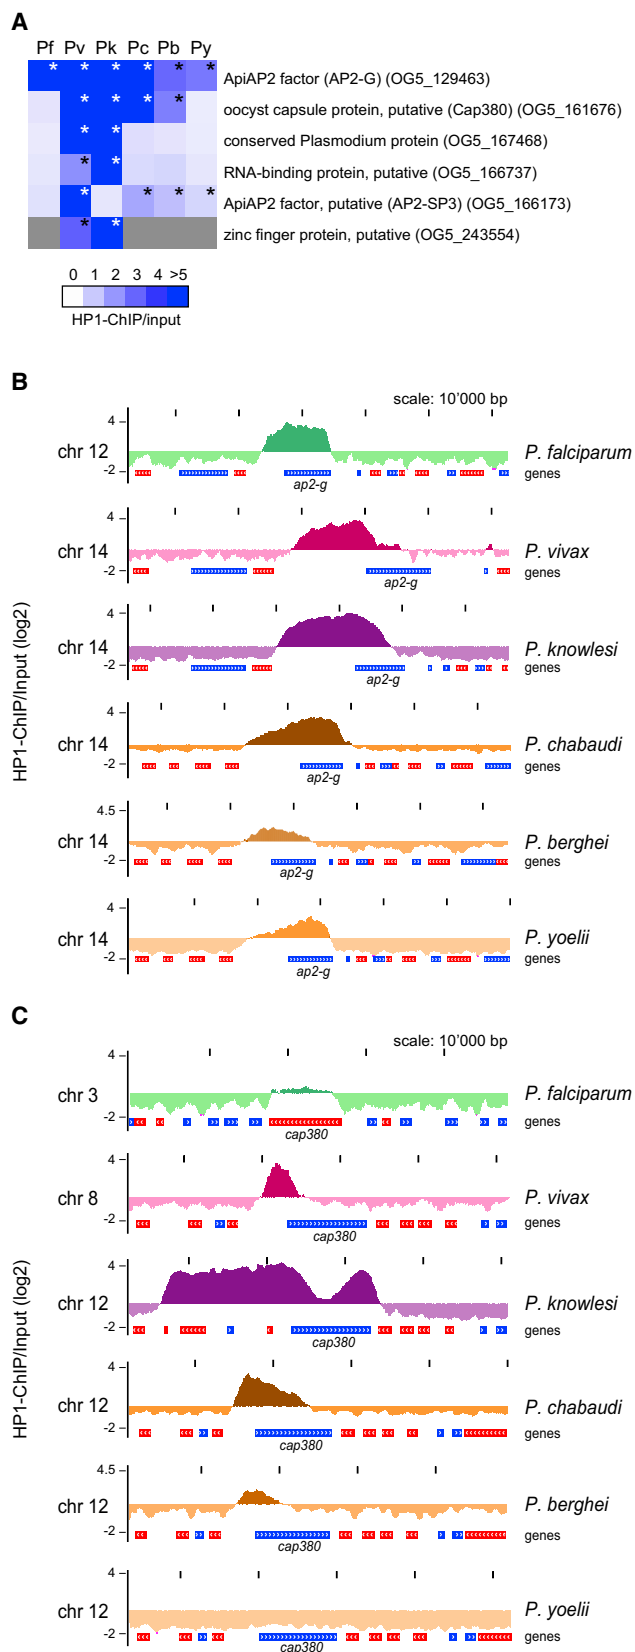 A
Pf Pv Pk Pc Pb Py
* * * * * * ApiAP2 factor (AP2-G) (OG5_129463)
* * * * oocyst capsule protein, putative (Cap380) (OG5_161676)
* * conserved Plasmodium protein (OG5_167468)
* * RNA-binding protein, putative (OG5_166737)
* * * * ApiAP2 factor, putative (AP2-SP3) (OG5_166173)
* * zinc finger protein, putative (OG5_243554)
0 1 2 3 4 >5
HP1-ChIP/input
B
scale: 10'000 bp
HP1-ChIP/Input (log2)
4
chr 12
P. falciparum
-2
genes
ap2-g
4
chr 14
P. vivax
-2
genes
ap2-g
4
chr 14
P. knowlesi
-2
genes
ap2-g
4
chr 14
P. chabaudi
-2
genes
ap2-g
4.5
chr 14
P. berghei
-2
genes
ap2-g
4
chr 14
P. yoelii
-2
genes
ap2-g
C
scale: 10'000 bp
HP1-ChIP/Input (log2)
4
chr 3
P. falciparum
-2
genes
cap380
4
chr 8
P. vivax
-2
genes
cap380
4
chr 12
P. knowlesi
-2
genes
cap380
4
chr 12
P. chabaudi
-2
genes
cap380
4.5
chr 12
P. berghei
-2
genes
cap380
4
chr 12
P. yoelii
-2
genes
cap380